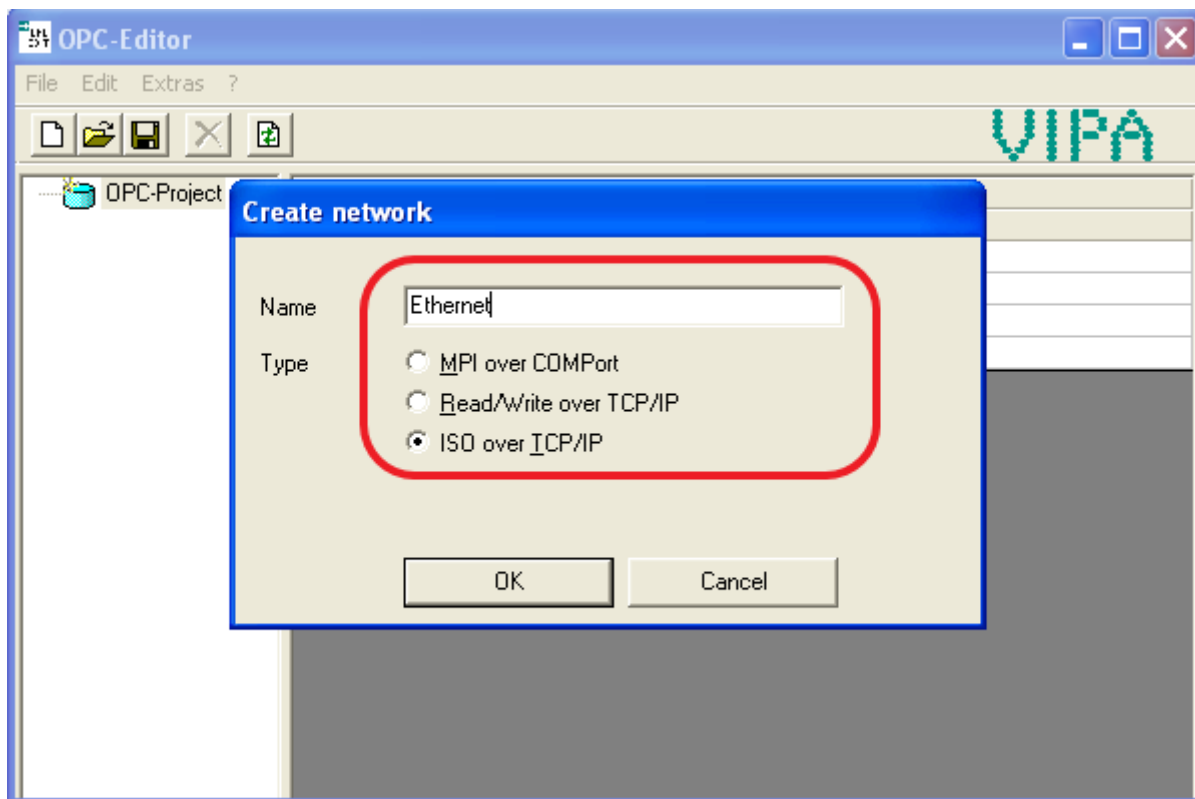 OPC-Editor
File Edit Extras ?
VIPA
OPC-Project
Create network
Name Ethernet
Type MPI over COMPort
Read/Write over TCP/IP
ISO over TCP/IP
OK Cancel